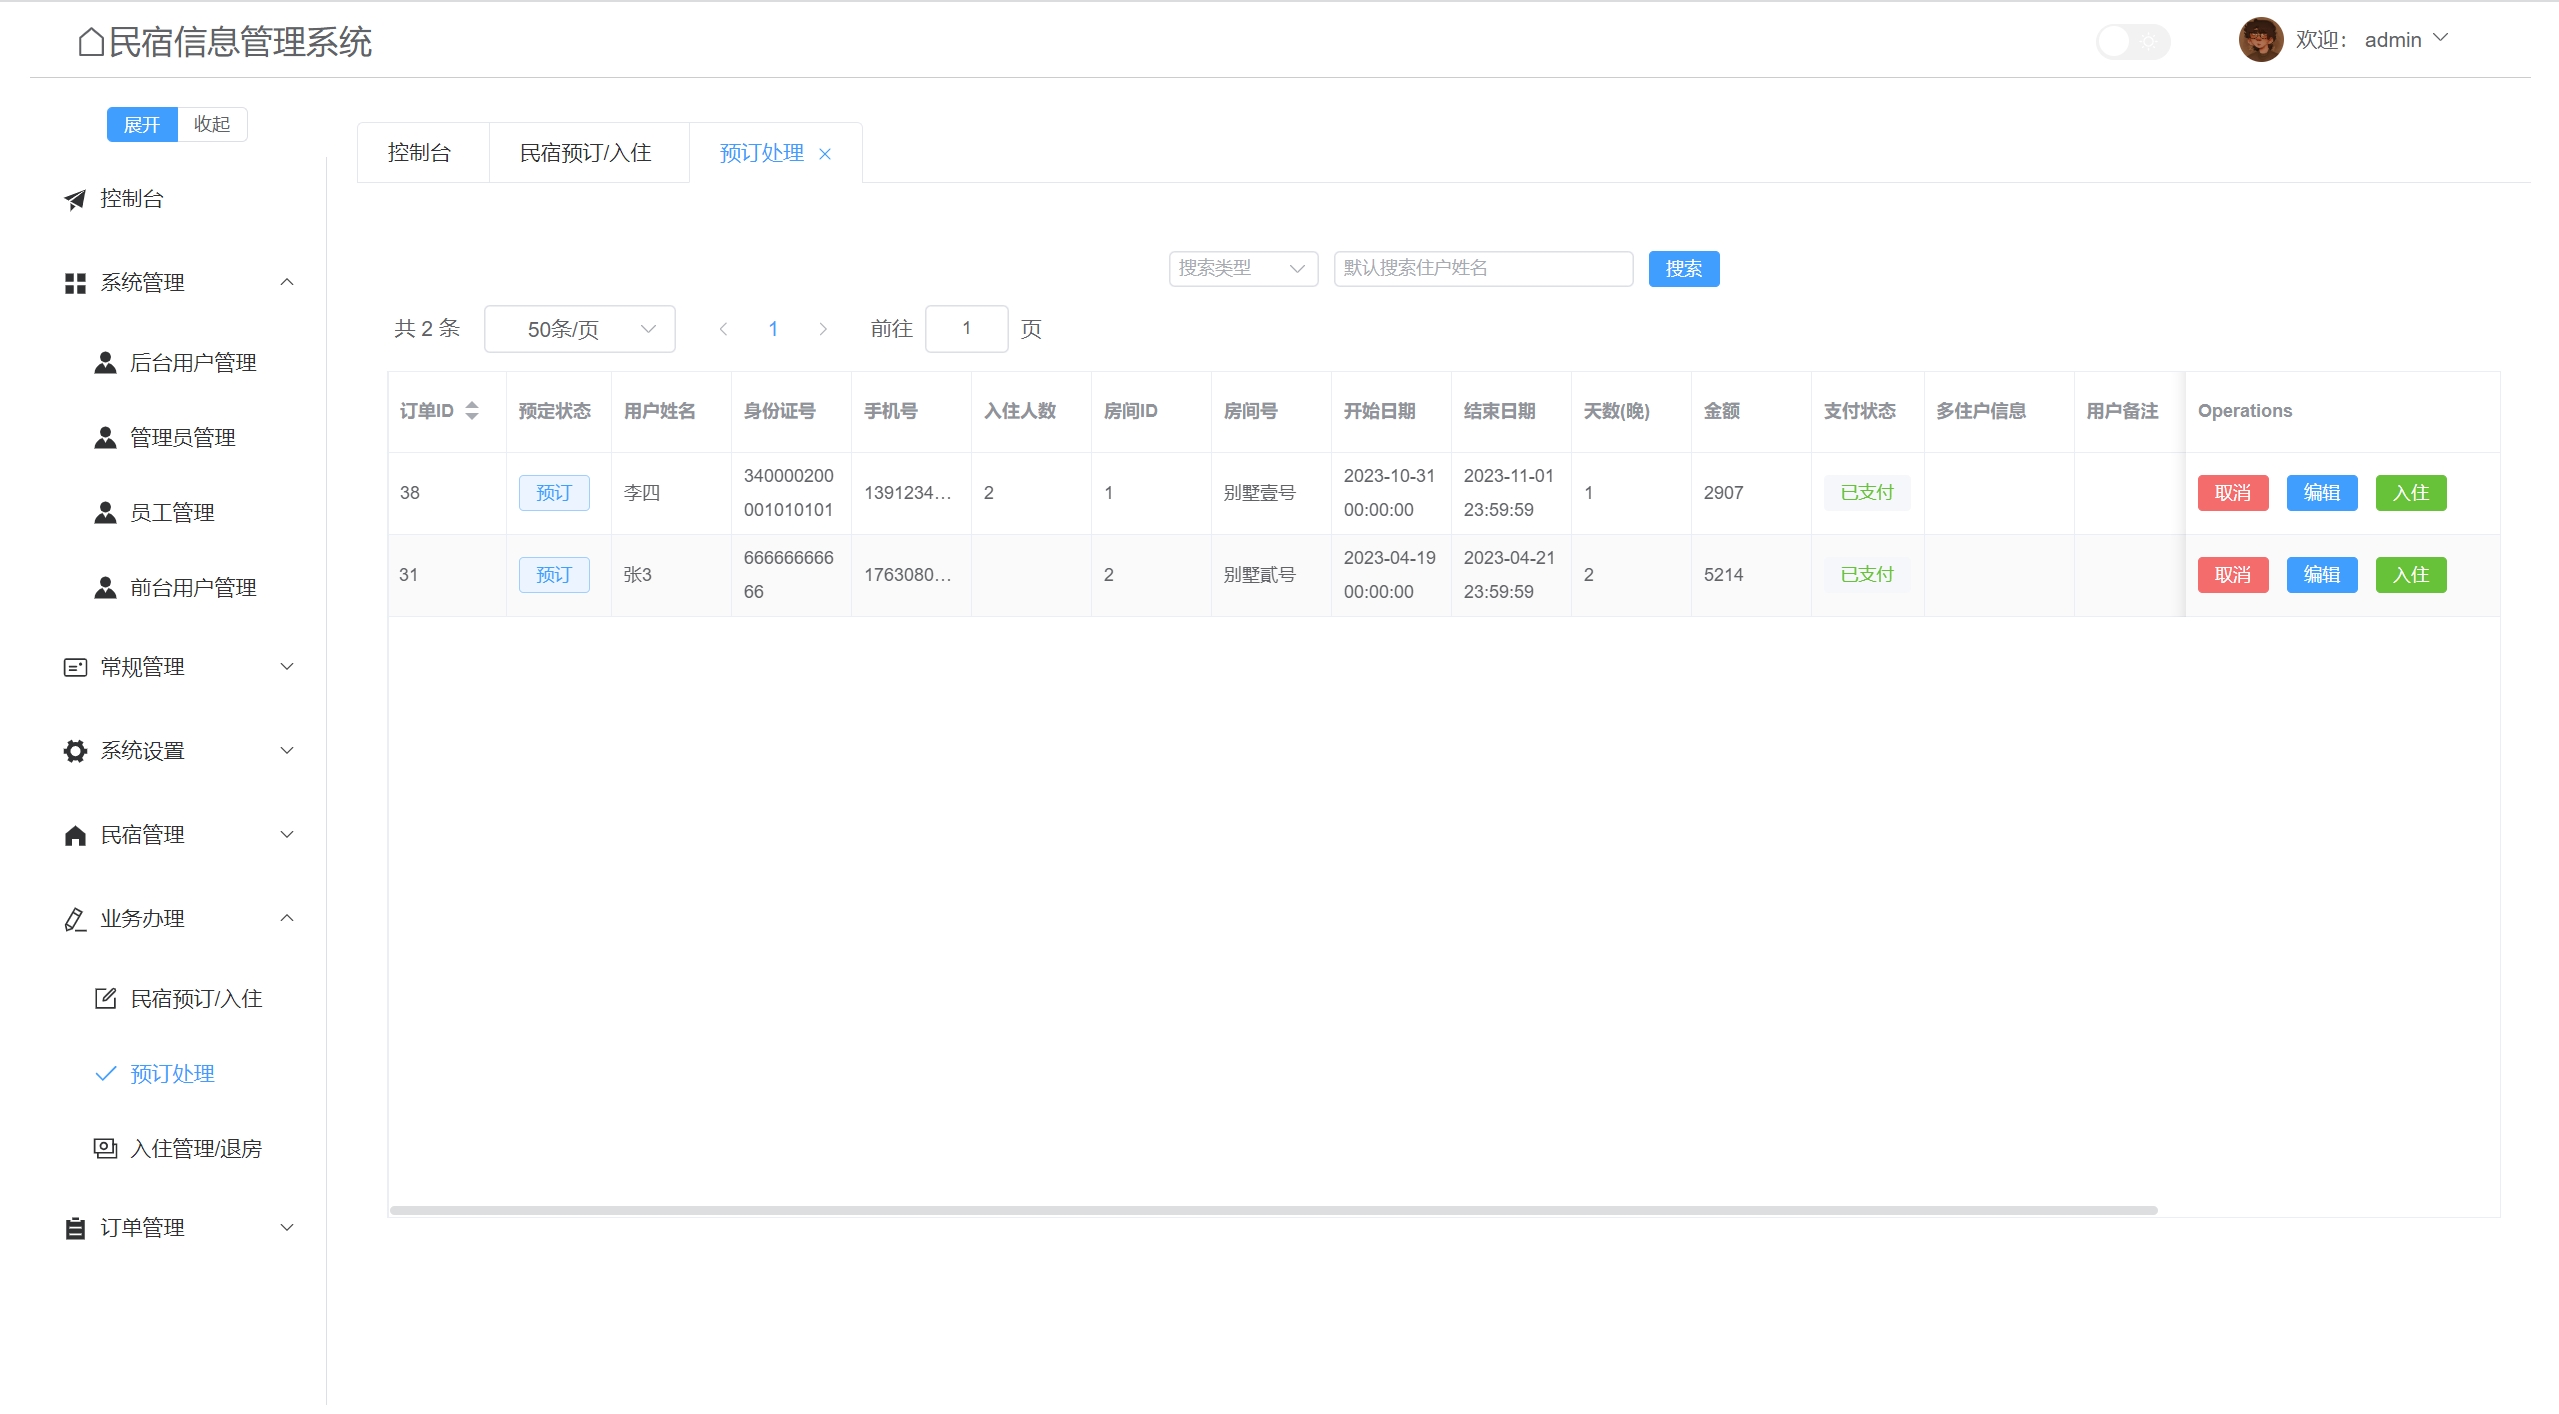 民宿信息管理系统
欢迎： admin
展开 收起
控制台
系统管理
后台用户管理
管理员管理
员工管理
前台用户管理
常规管理
系统设置
民宿管理
业务办理
民宿预订/入住
预订处理
入住管理/退房
订单管理
控制台 民宿预订/入住 预订处理
搜索类型 默认搜索住户姓名 搜索
共 2 条 50条/页 1 前往 1 页
订单ID 预定状态 用户姓名 身份证号 手机号 入住人数 房间ID 房间号 开始日期 结束日期 天数(晚) 金额 支付状态 多住户信息 用户备注 Operations
38 预订 李四 340000200001010101 1391234... 2 1 别墅壹号 2023-10-31 00:00:00 2023-11-01 23:59:59 1 2907 已支付 取消 编辑 入住
31 预订 张3 66666666666 1763080... 2 别墅貳号 2023-04-19 00:00:00 2023-04-21 23:59:59 2 5214 已支付 取消 编辑 入住